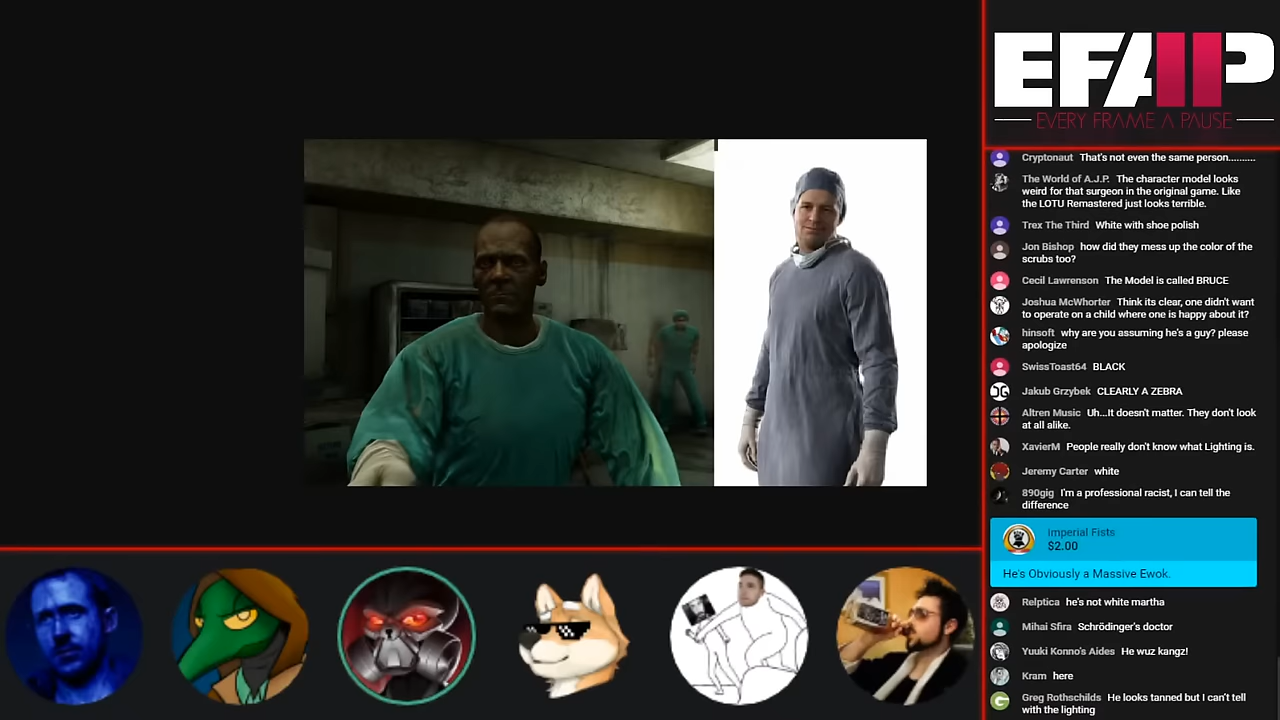 EFAP
EVERY FRAME A PAUSE
Cryptonaut That's not even the same person..........
The World of A.J.P. The character model looks
weird for that surgeon in the original game. Like
the LOTU Remastered just looks terrible.
Trex The Third White with shoe polish
Jon Bishop how did they mess up the color of the
scrubs too?
Cecil Lawrenson The Model is called BRUCE
Joshua McWhorter Think its clear, one didn't want
to operate on a child where one is happy about it?
hinsoft why are you assuming he's a guy? please
apologize
SwissToast64 BLACK
Jakub Grzybek CLEARLY A ZEBRA
Altren Music Uh...It doesn't matter. They don't look
at all alike.
XavierM People really don't know what Lighting is.
Jeremy Carter white
890gig I'm a professional racist, I can tell the
difference
Imperial Fists
$2.00
He's Obviously a Massive Ewok.
Relptica he's not white martha
Mihai Sfira Schrödinger's doctor
Yuuki Konno's Aides He wuz kangz!
Kram here
Greg Rothschilds He looks tanned but I can't tell
with the lighting